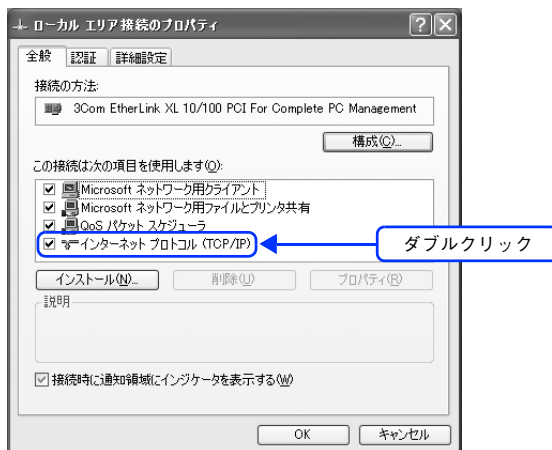 ローカル エリア接続のプロパティ
全般 認証 詳細設定
接続の方法:
3Com EtherLink XL 10/100 PCI For Complete PC Management
構成(C)...
この接続は次の項目を使用します(O):
Microsoft ネットワーク用クライアント
Microsoft ネットワーク用ファイルとプリンタ共有
QoS パケット スケジューラ
インターネット プロトコル (TCP/IP)
ダブルクリック
インストール(N)... 削除(U) プロパティ(R)
説明
接続時に通知領域にインジケータを表示する(W)
OK キャンセル